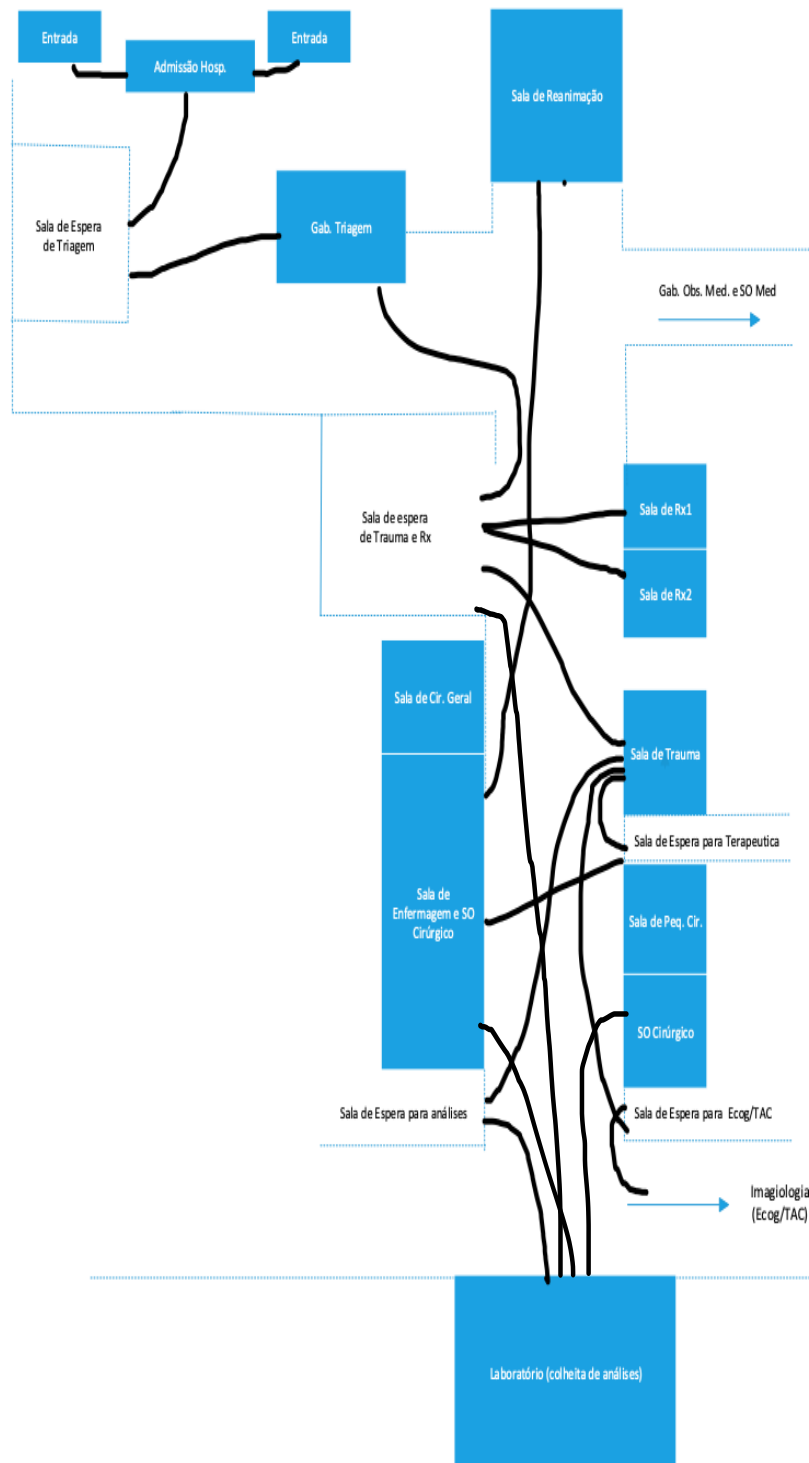 Entrada
Entrada
Admissão Hosp.
Sala de Reanimação
Sala de Espera
de Triagem
Gab. Triagem
Gab. Obs. Med. e SO Med
Sala de espera
de Trauma e Rx
Sala de Rx1
Sala de Rx2
Sala de Cir. Geral
Sala de Trauma
Sala de Espera para Terapeutica
Sala de
Enfermagem e SO
Cirúrgico
Sala de Peq. Cir.
SO Cirúrgico
Sala de Espera para análises
Sala de Espera para Ecog/TAC
Imagiologia
(Ecog/TAC)
Laboratório (colheita de análises)